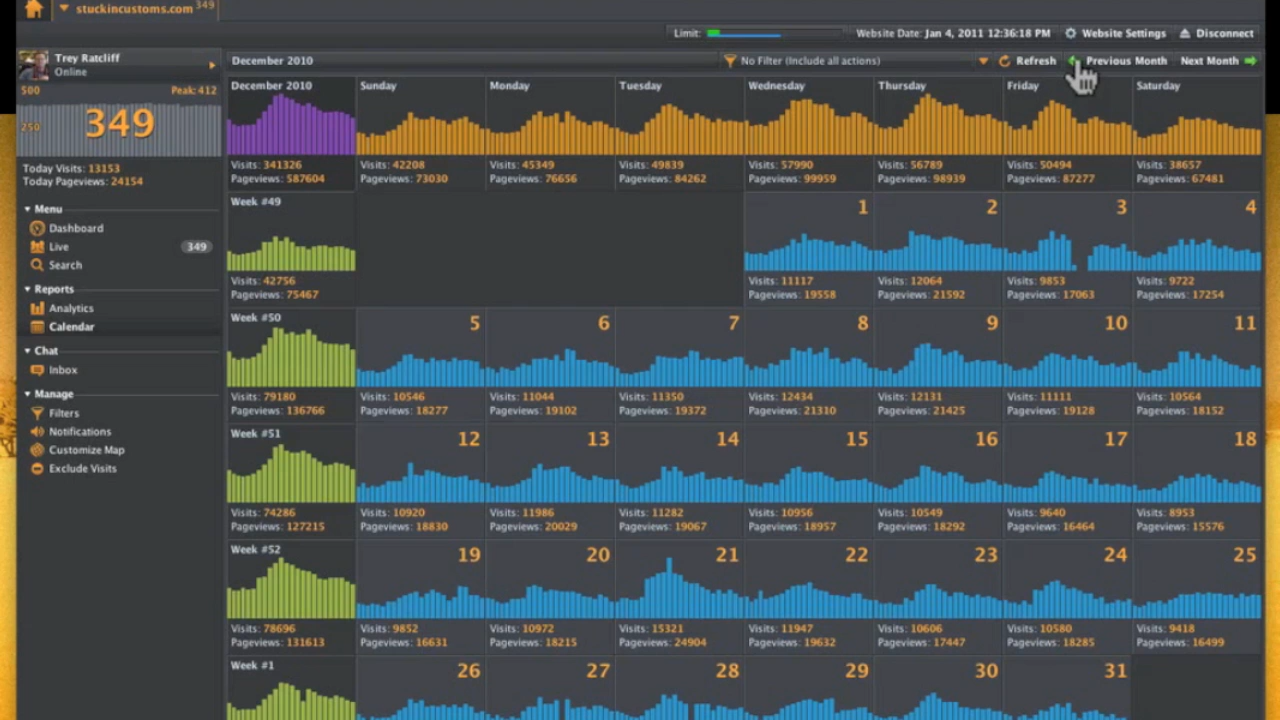 stuckincustoms.com 349
Limit: Website Date: Jan 4, 2011 12:36:18 PM Website Settings Disconnect
Trey Ratcliff
Online
December 2010 No Filter (Include all actions) Refresh Previous Month Next Month
500 Peak: 412
250 349
Today Visits: 13153
Today Pageviews: 24154
Menu
Dashboard
Live 349
Search
Reports
Analytics
Calendar
Chat
Inbox
Manage
Filters
Notifications
Customize Map
Exclude Visits
December 2010 Sunday Monday Tuesday Wednesday Thursday Friday Saturday
Visits: 341326 Visits: 42208 Visits: 45349 Visits: 49839 Visits: 57990 Visits: 56789 Visits: 50494 Visits: 38657
Pageviews: 587604 Pageviews: 73030 Pageviews: 76656 Pageviews: 84262 Pageviews: 99959 Pageviews: 98939 Pageviews: 87277 Pageviews: 67481
Week #49 1 2 3 4
Visits: 42756 Visits: 11117 Visits: 12064 Visits: 9853 Visits: 9722
Pageviews: 75467 Pageviews: 19558 Pageviews: 21592 Pageviews: 17063 Pageviews: 17254
Week #50 5 6 7 8 9 10 11
Visits: 79180 Visits: 10546 Visits: 11044 Visits: 11350 Visits: 12434 Visits: 12131 Visits: 11111 Visits: 10564
Pageviews: 136766 Pageviews: 18277 Pageviews: 19102 Pageviews: 19372 Pageviews: 21310 Pageviews: 21425 Pageviews: 19128 Pageviews: 18152
Week #51 12 13 14 15 16 17 18
Visits: 74286 Visits: 10920 Visits: 11986 Visits: 11282 Visits: 10956 Visits: 10549 Visits: 9640 Visits: 8953
Pageviews: 127215 Pageviews: 18830 Pageviews: 20029 Pageviews: 19067 Pageviews: 18957 Pageviews: 18292 Pageviews: 16464 Pageviews: 15576
Week #52 19 20 21 22 23 24 25
Visits: 78696 Visits: 9852 Visits: 10972 Visits: 15321 Visits: 11947 Visits: 10606 Visits: 10580 Visits: 9418
Pageviews: 131613 Pageviews: 16631 Pageviews: 18215 Pageviews: 24904 Pageviews: 19632 Pageviews: 17447 Pageviews: 18285 Pageviews: 16499
Week #1 26 27 28 29 30 31